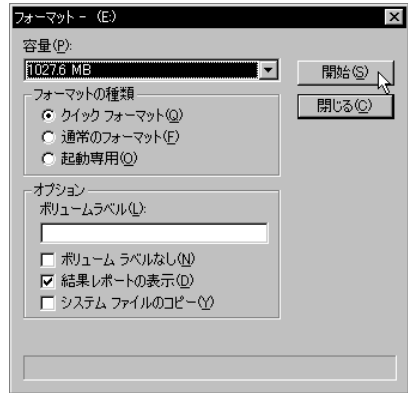 フォーマット - (E:)
容量(P):
1027.6 MB
開始(S)
閉じる(C)
フォーマットの種類
クイック フォーマット(Q)
通常のフォーマット(F)
起動専用(O)
オプション
ボリュームラベル(L):
ボリューム ラベルなし(N)
結果レポートの表示(D)
システム ファイルのコピー(Y)